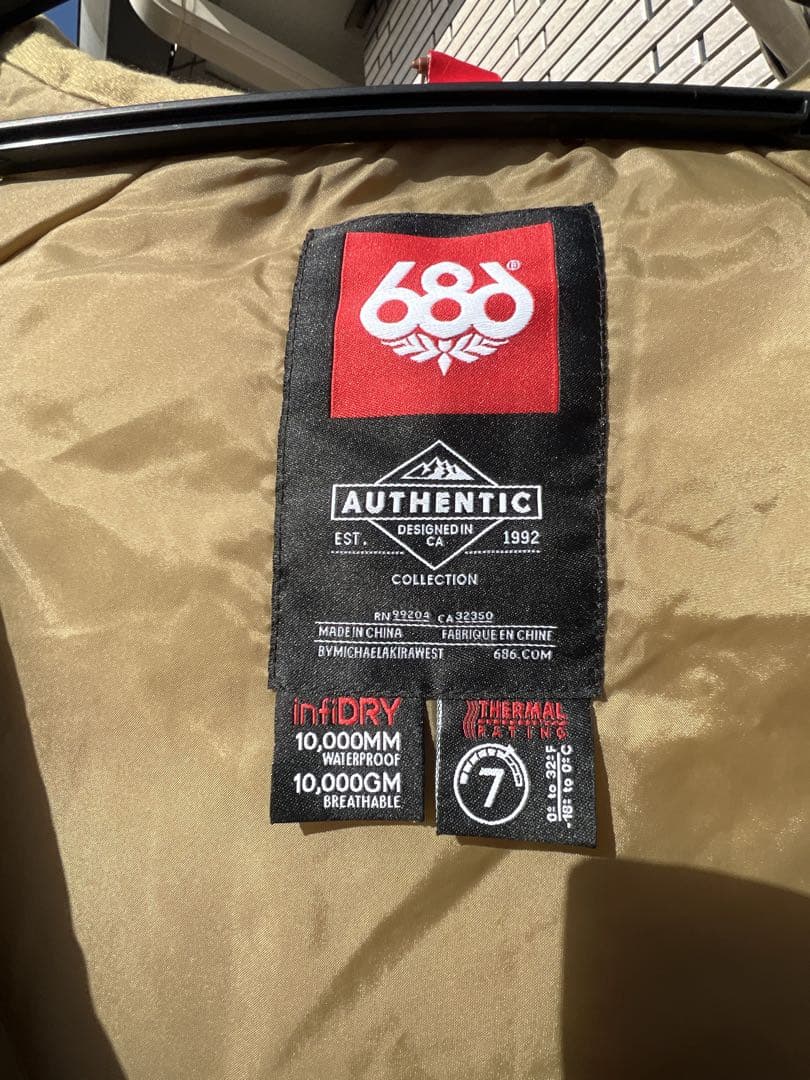 686®
AUTHENTIC
DESIGNED IN
CA
EST. 1992
COLLECTION
RN 99204 CA 32350
MADE IN CHINA FABRIQUE EN CHINE
BYMICHAELAKIRAWEST 686.COM
infiDRY
10,000MM
WATERPROOF
10,000GM
BREATHABLE
THERMAL
RATING
7
0° to 32°F
-18° to 0°C